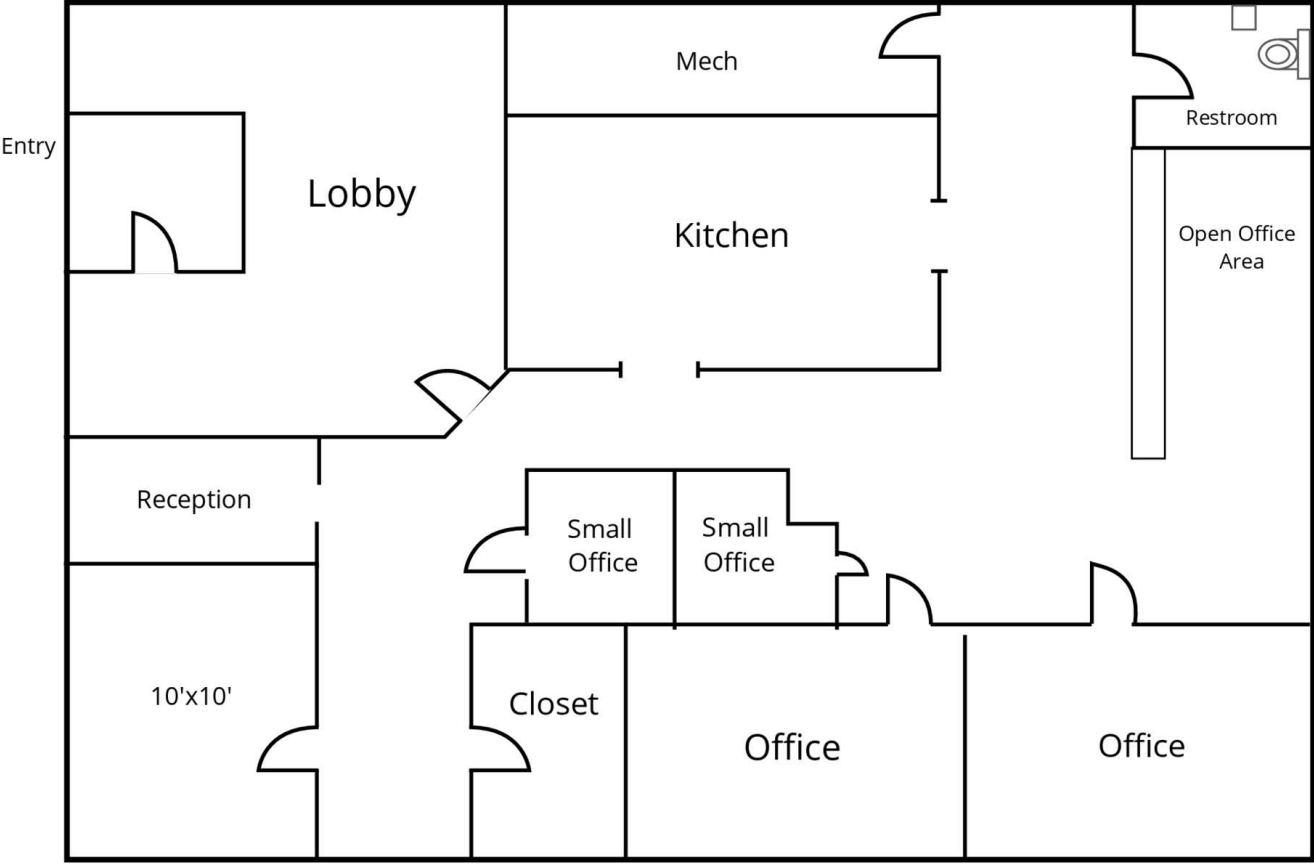 Mech
Restroom
Entry
Lobby
Kitchen
Open Office
Area
Reception
Small
Office
Small
Office
10'x10'
Closet
Office
Office